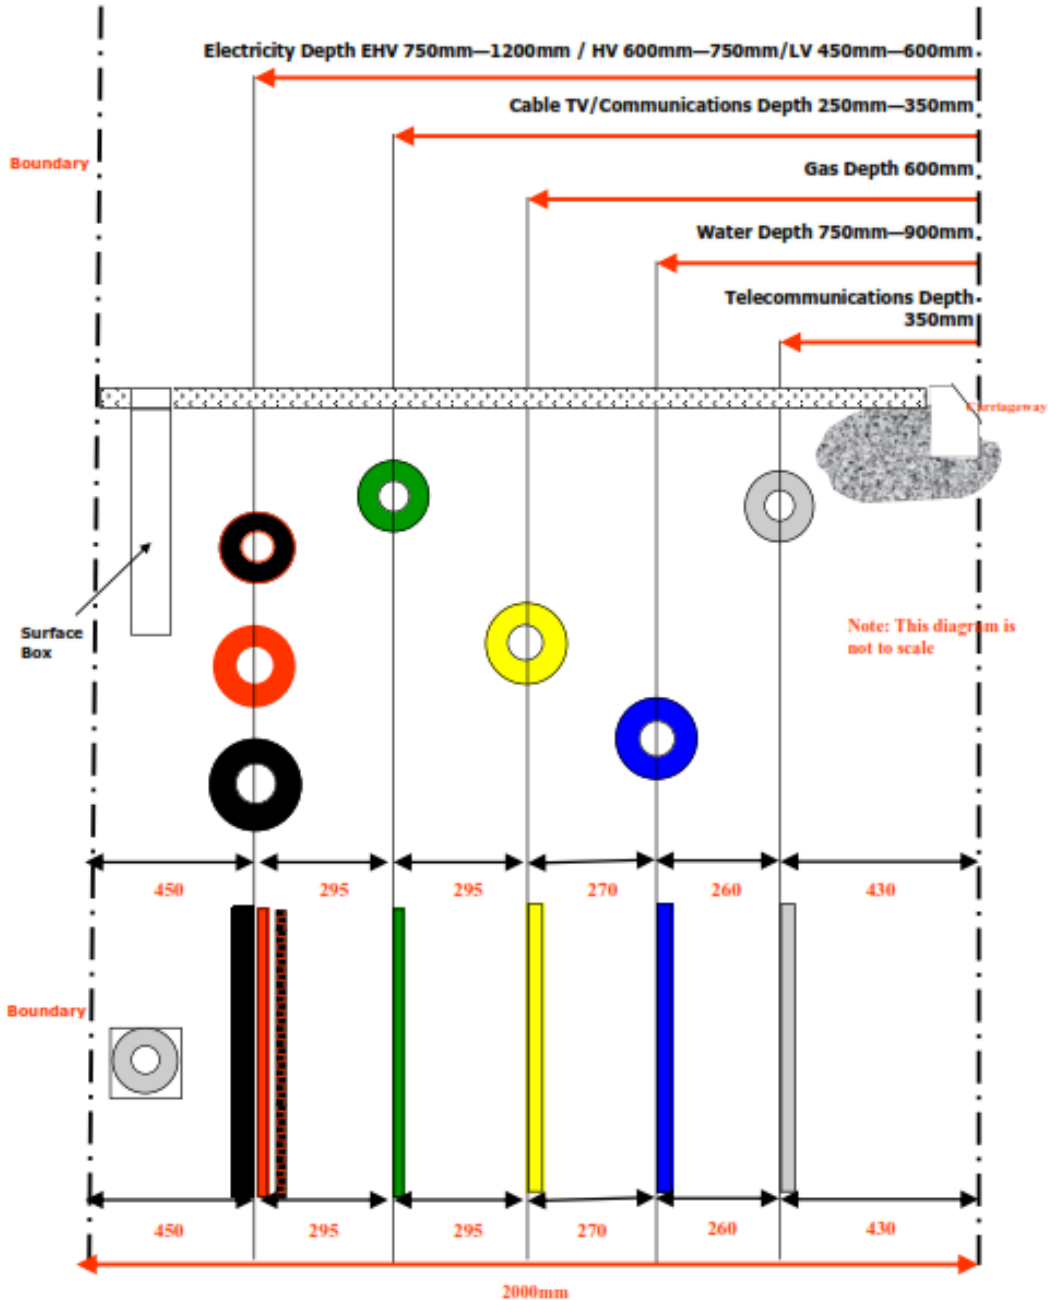 Electricity Depth EHV 750mm—1200mm / HV 600mm—750mm/LV 450mm—600mm
Cable TV/Communications Depth 250mm—350mm
Boundary
Gas Depth 600mm
Water Depth 750mm—900mm
Telecommunications Depth
350mm
Carriageway
Surface
Box
Note: This diagram is
not to scale
450 295 295 270 260 430
Boundary
450 295 295 270 260 430
2000mm